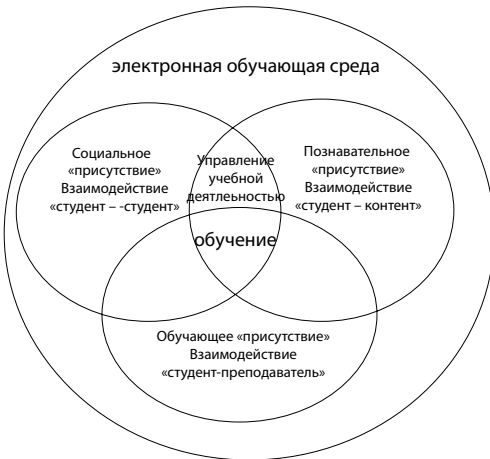 электронная обучающая среда
Социальное
«присутствие»
Взаимодействие
«студент – -студент»
Управление
учебной
деятлеьностью
Познавательное
«присутствие»
Взаимодействие
«студент – контент»
обучение
Обучающее «присутствие»
Взаимодействие
«студент-преподаватель»